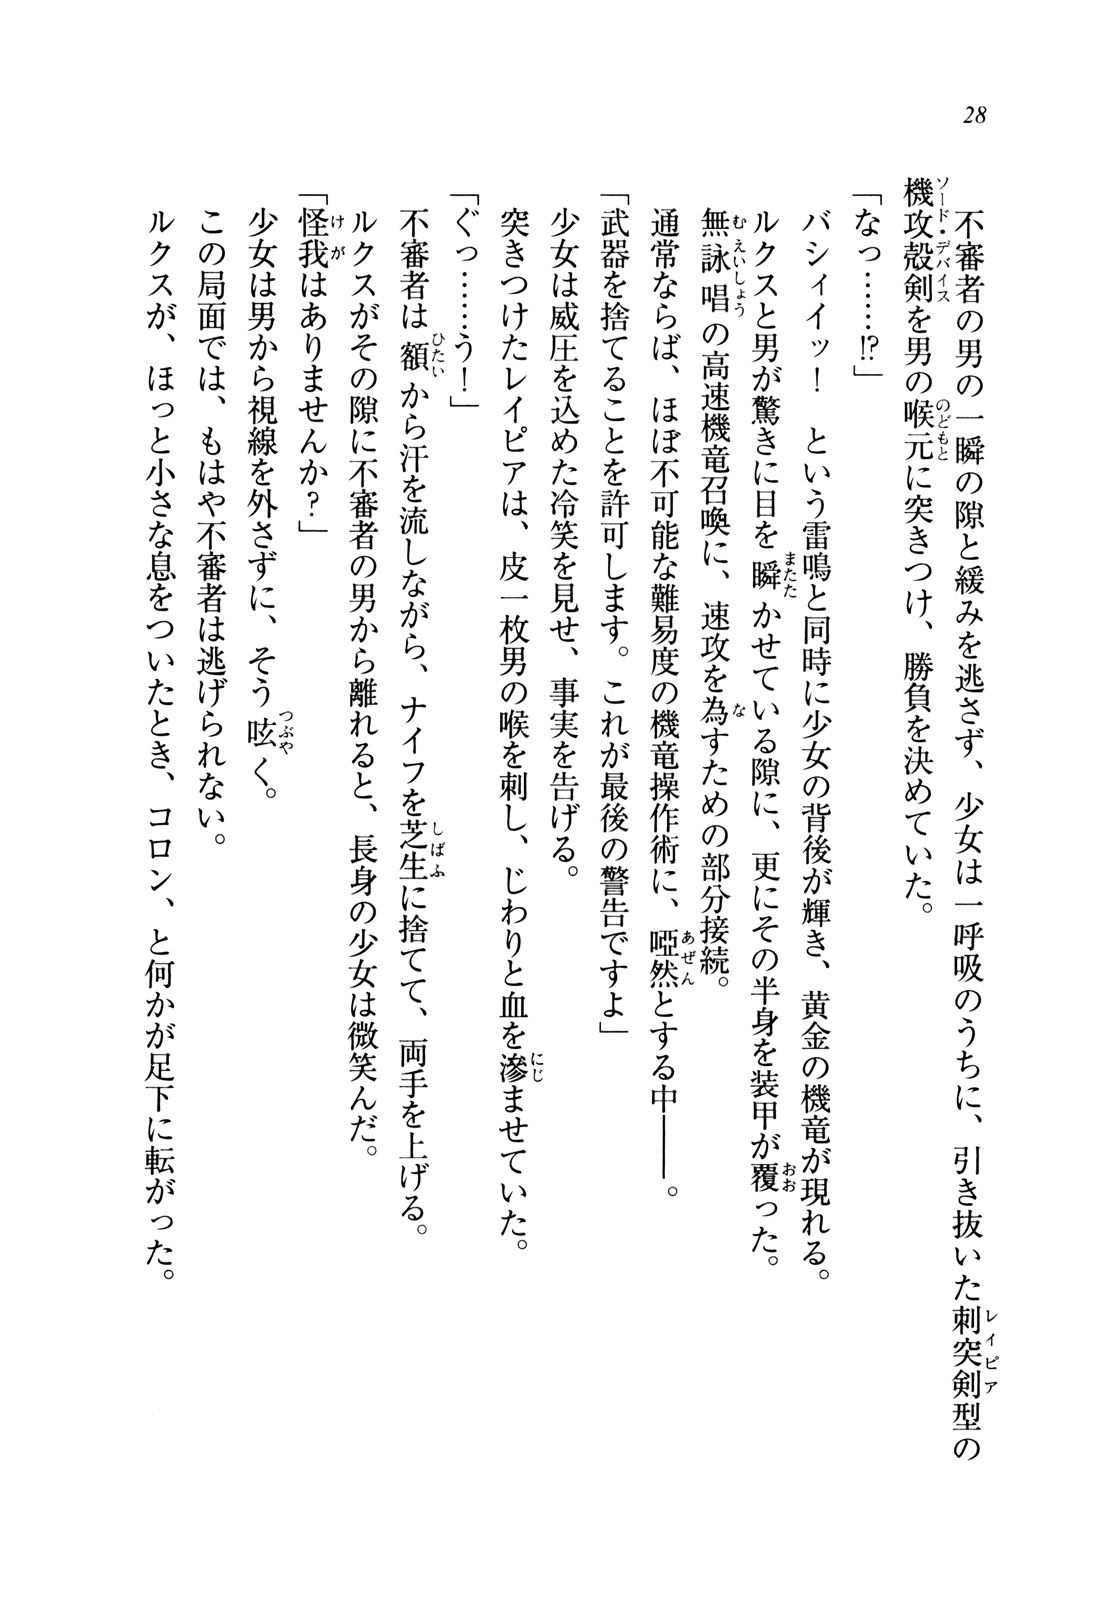 28
不審者の男の一瞬の隙と緩みを逃さず、少女は一呼吸のうちに、引き抜いた刺突剣型の
機攻殻剣を男の喉元に突きつけ、勝負を決めていた。
「なっ……!?」
バシィイッ！　という雷鳴と同時に少女の背後が輝き、黄金の機竜が現れる。
ルクスと男が驚きに目を瞬かせている隙に、更にその半身を装甲が覆った。
無詠唱の高速機竜召喚に、速攻を為すための部分接続。
通常ならば、ほぼ不可能な難易度の機竜操作術に、啞然とする中――。
「武器を捨てることを許可します。これが最後の警告ですよ」
少女は威圧を込めた冷笑を見せ、事実を告げる。
突きつけたレイピアは、皮一枚男の喉を刺し、じわりと血を滲ませていた。
「ぐっ……う！」
不審者は額から汗を流しながら、ナイフを芝生に捨てて、両手を上げる。
ルクスがその隙に不審者の男から離れると、長身の少女は微笑んだ。
「怪我はありませんか？」
少女は男から視線を外さずに、そう呟く。
この局面では、もはや不審者は逃げられない。
ルクスが、ほっと小さな息をついたとき、コロン、と何かが足下に転がった。